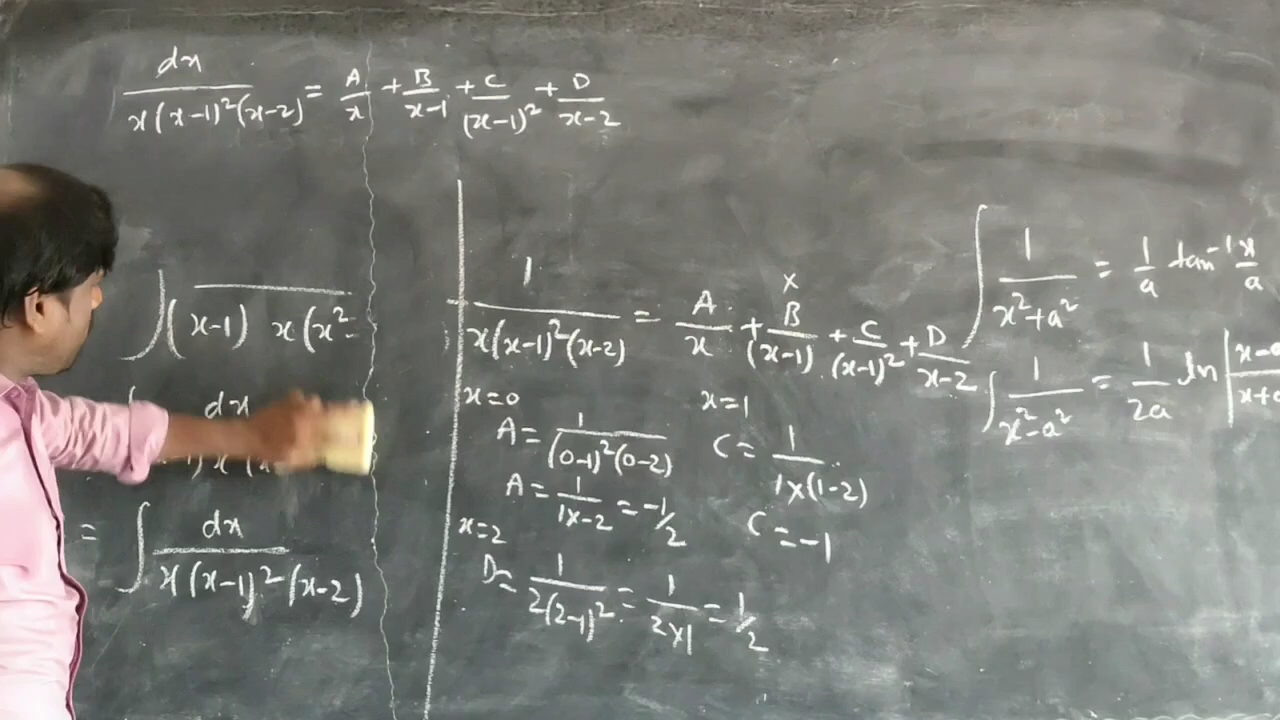 dx
x(x-1)²(x-2) = A/x + B/x-1 + C/(x-1)² + D/x-2
∫ (x-1) x(x²-
dx
= ∫ dx / x(x-1)²(x-2)
1 / x(x-1)²(x-2) = A/x + B/(x-1) + C/(x-1)² + D/x-2
x
x=0
A = 1 / (0-1)²(0-2)
A = 1 / 1x-2 = -1/2
x=2
D = 1 / 2(2-1)² = 1 / 2x1 = 1/2
x=1
C = 1 / 1x(1-2)
C = -1
∫ 1 / x²+a² = 1/a tan⁻¹ x/a
∫ 1 / x²-a² = 1/2a ln |x-a / x+a